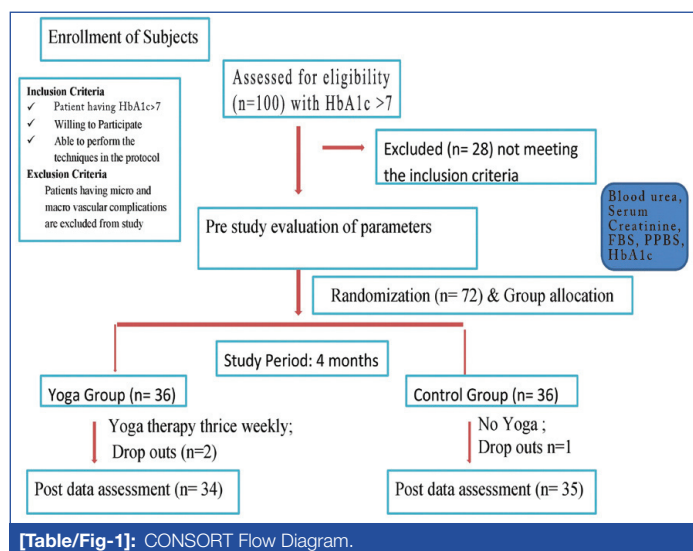 Enrollment of Subjects
Assessed for eligibility
(n=100) with HbA1c >7
Inclusion Criteria
✓ Patient having HbA1c>7
✓ Willing to Participate
✓ Able to perform the
techniques in the protocol
Exclusion Criteria
Patients having micro and
macro vascular complications
are excluded from study
Excluded (n= 28) not meeting
the inclusion criteria
Pre study evaluation of parameters
Blood urea,
Serum
Creatinine,
FBS, PPBS,
HbA1c
Randomization (n= 72) & Group allocation
Study Period: 4 months
Yoga Group (n= 36)
Control Group (n= 36)
Yoga therapy thrice weekly;
Drop outs (n=2)
No Yoga ;
Drop outs n=1
Post data assessment (n= 34)
Post data assessment (n= 35)
[Table/Fig-1]: CONSORT Flow Diagram.